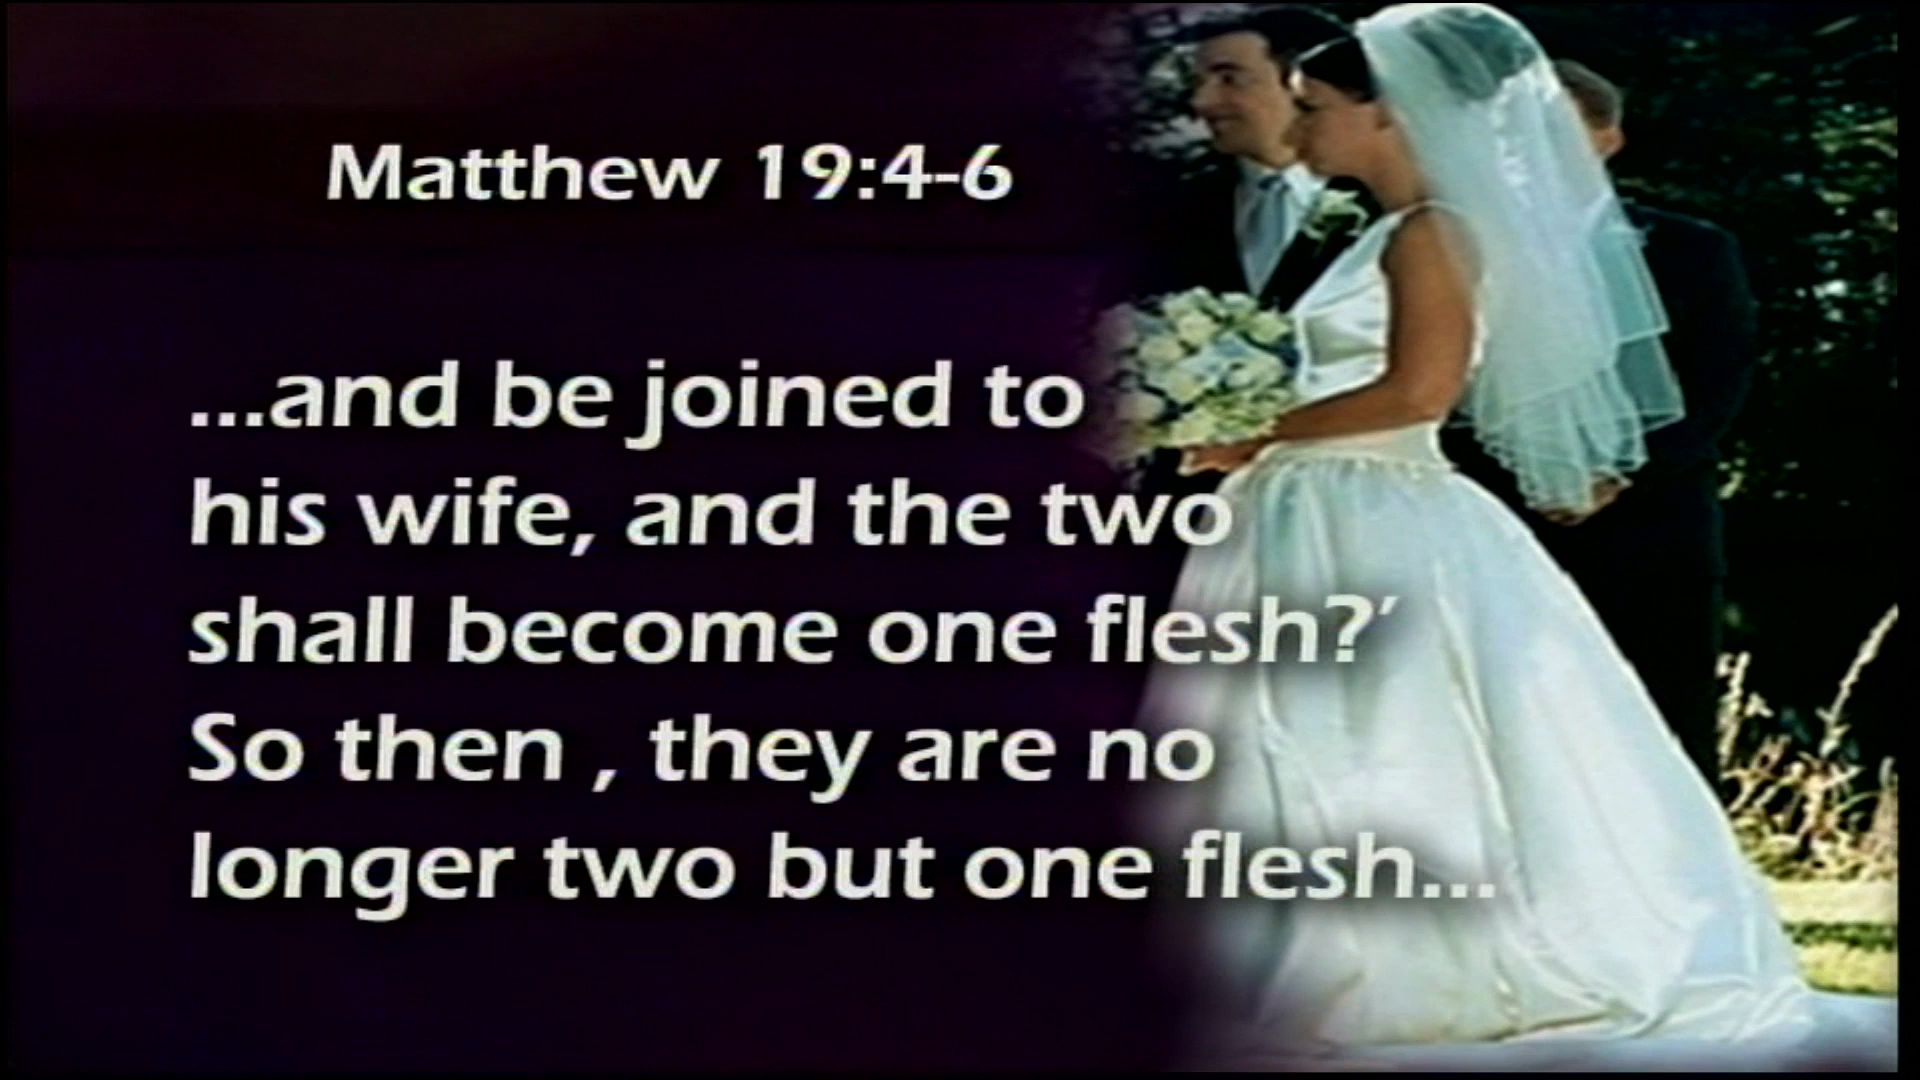 Matthew 19:4-6
...and be joined to
his wife, and the two
shall become one flesh?’
So then , they are no
longer two but one flesh...